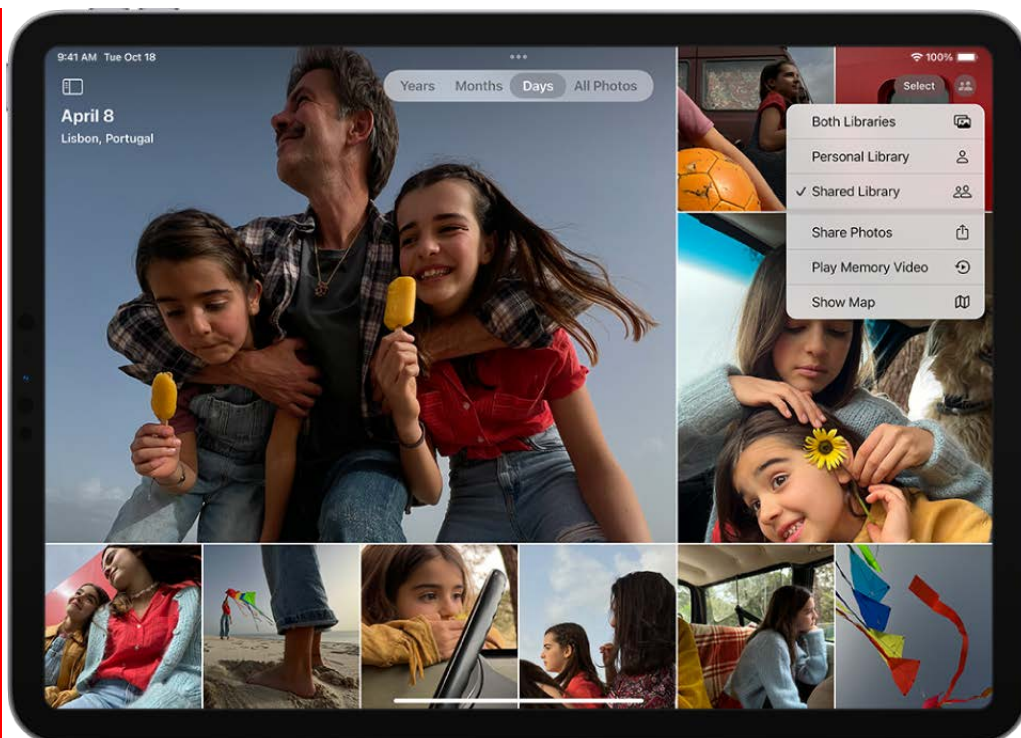 9:41 AM Tue Oct 18
100%
Years Months Days All Photos
Select
April 8
Lisbon, Portugal
Both Libraries
Personal Library
Shared Library
Share Photos
Play Memory Video
Show Map